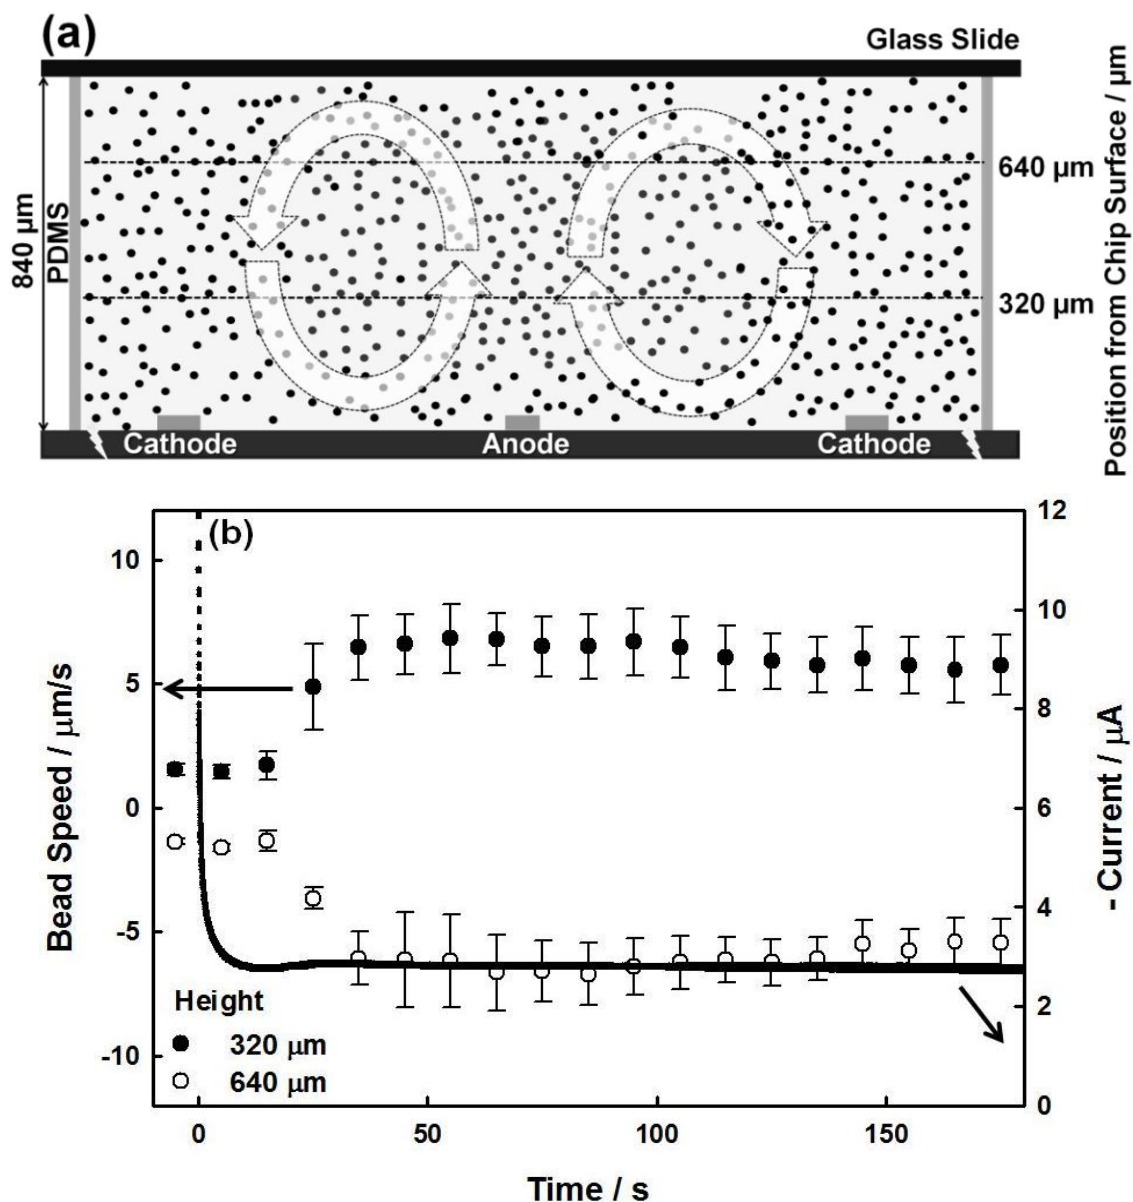 (a)
Glass Slide
840 µm
PDMS
640 µm
320 µm
Position from Chip Surface / µm
Cathode
Anode
Cathode
(b)
Bead Speed / µm/s
10
5
0
-5
-10
12
10
8
6
4
2
0
- Current / µA
Height
320 µm
640 µm
0
50
100
150
Time / s